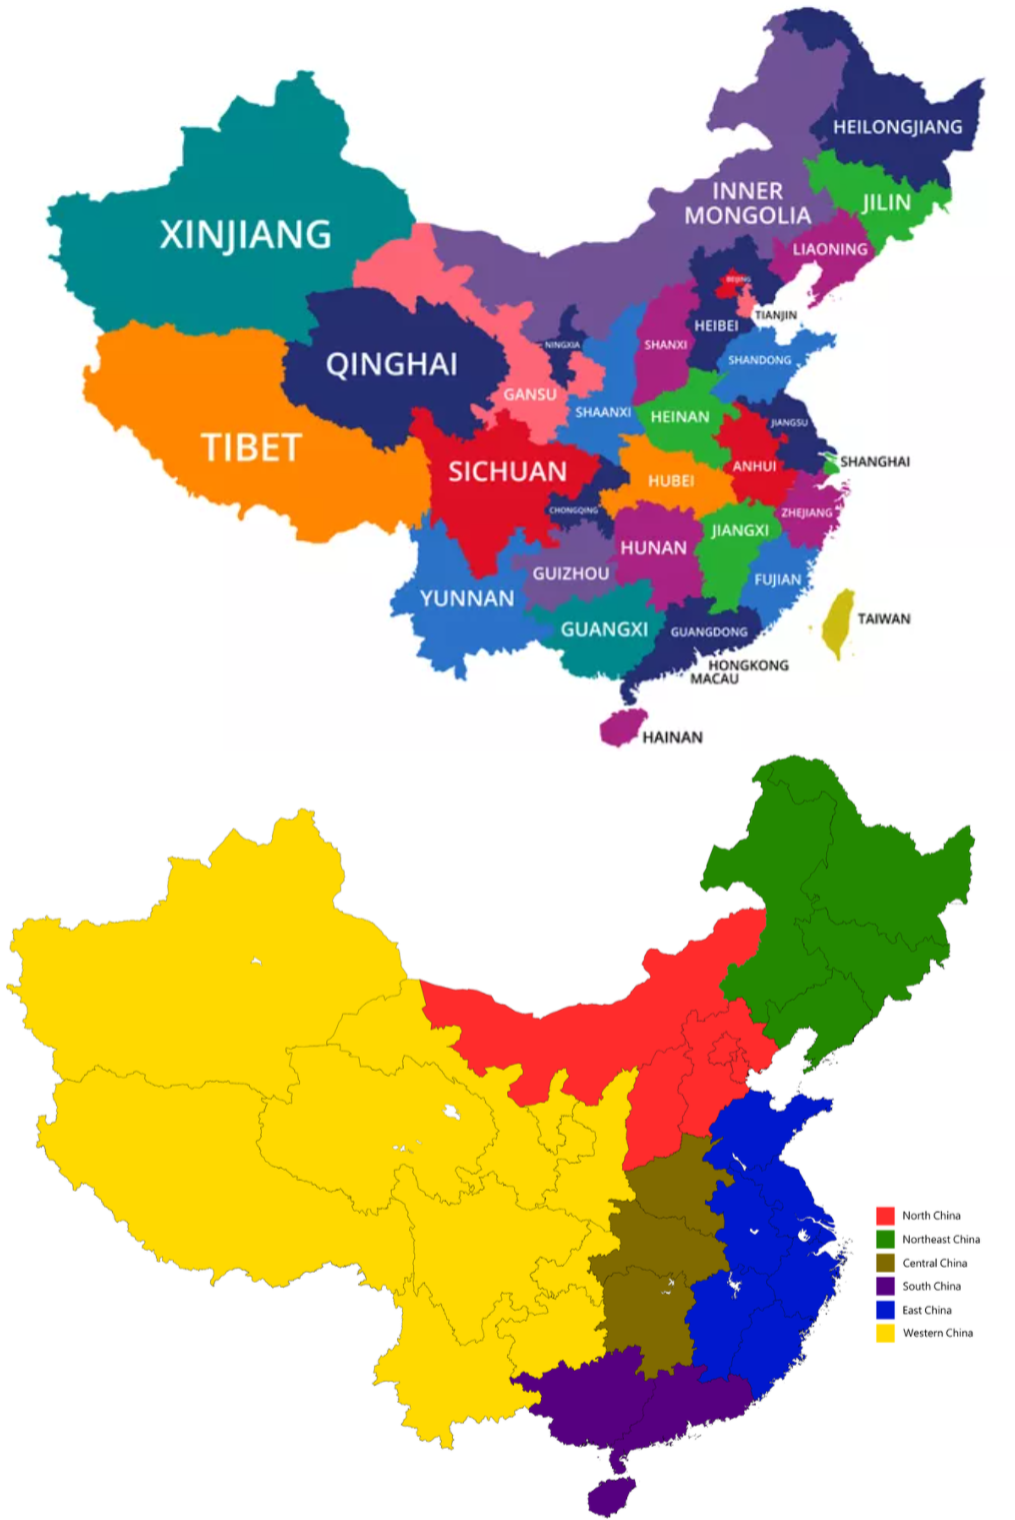 HEILONGJIANG
INNER
MONGOLIA
JILIN
XINJIANG
LIAONING
BEIJING
TIANJIN
HEIBEI
NINGXIA
SHANXI
SHANDONG
QINGHAI
GANSU
SHAANXI
HEINAN
JIANGSU
TIBET
SICHUAN
ANHUI
SHANGHAI
HUBEI
CHONGQING
ZHEJIANG
JIANGXI
HUNAN
GUIZHOU
FUJIAN
YUNNAN
TAIWAN
GUANGXI
GUANGDONG
HONGKONG
MACAU
HAINAN
North China
Northeast China
Central China
South China
East China
Western China